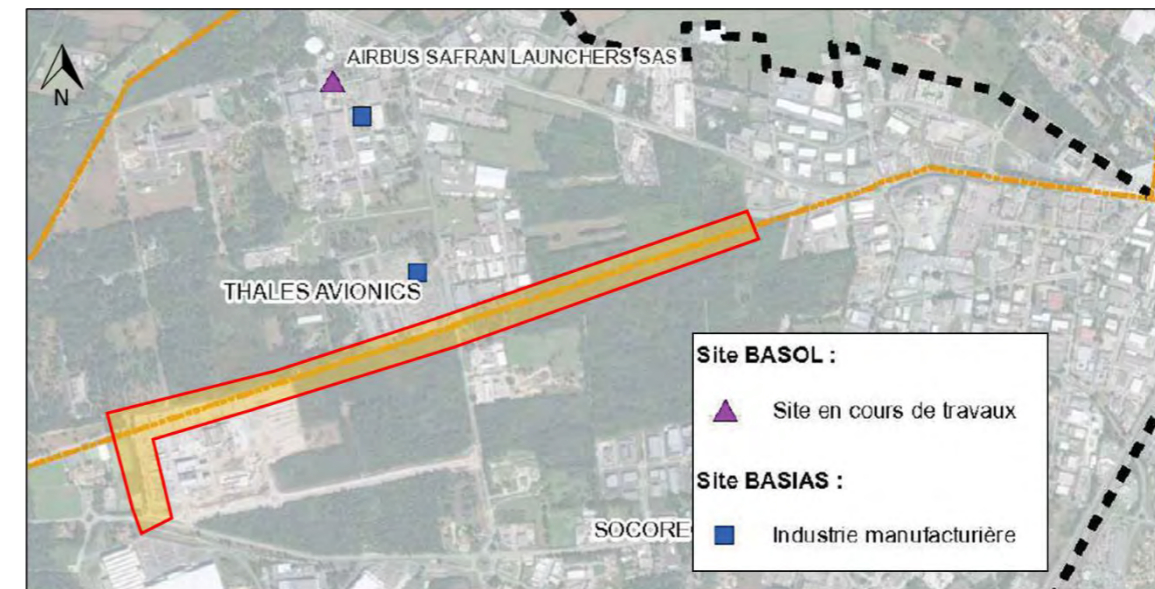 AIRBUS SAFRAN LAUNCHERS SAS
N
THALES AVIONICS
Site BASOL :
Site en cours de travaux
Site BASIAS :
Industrie manufacturière